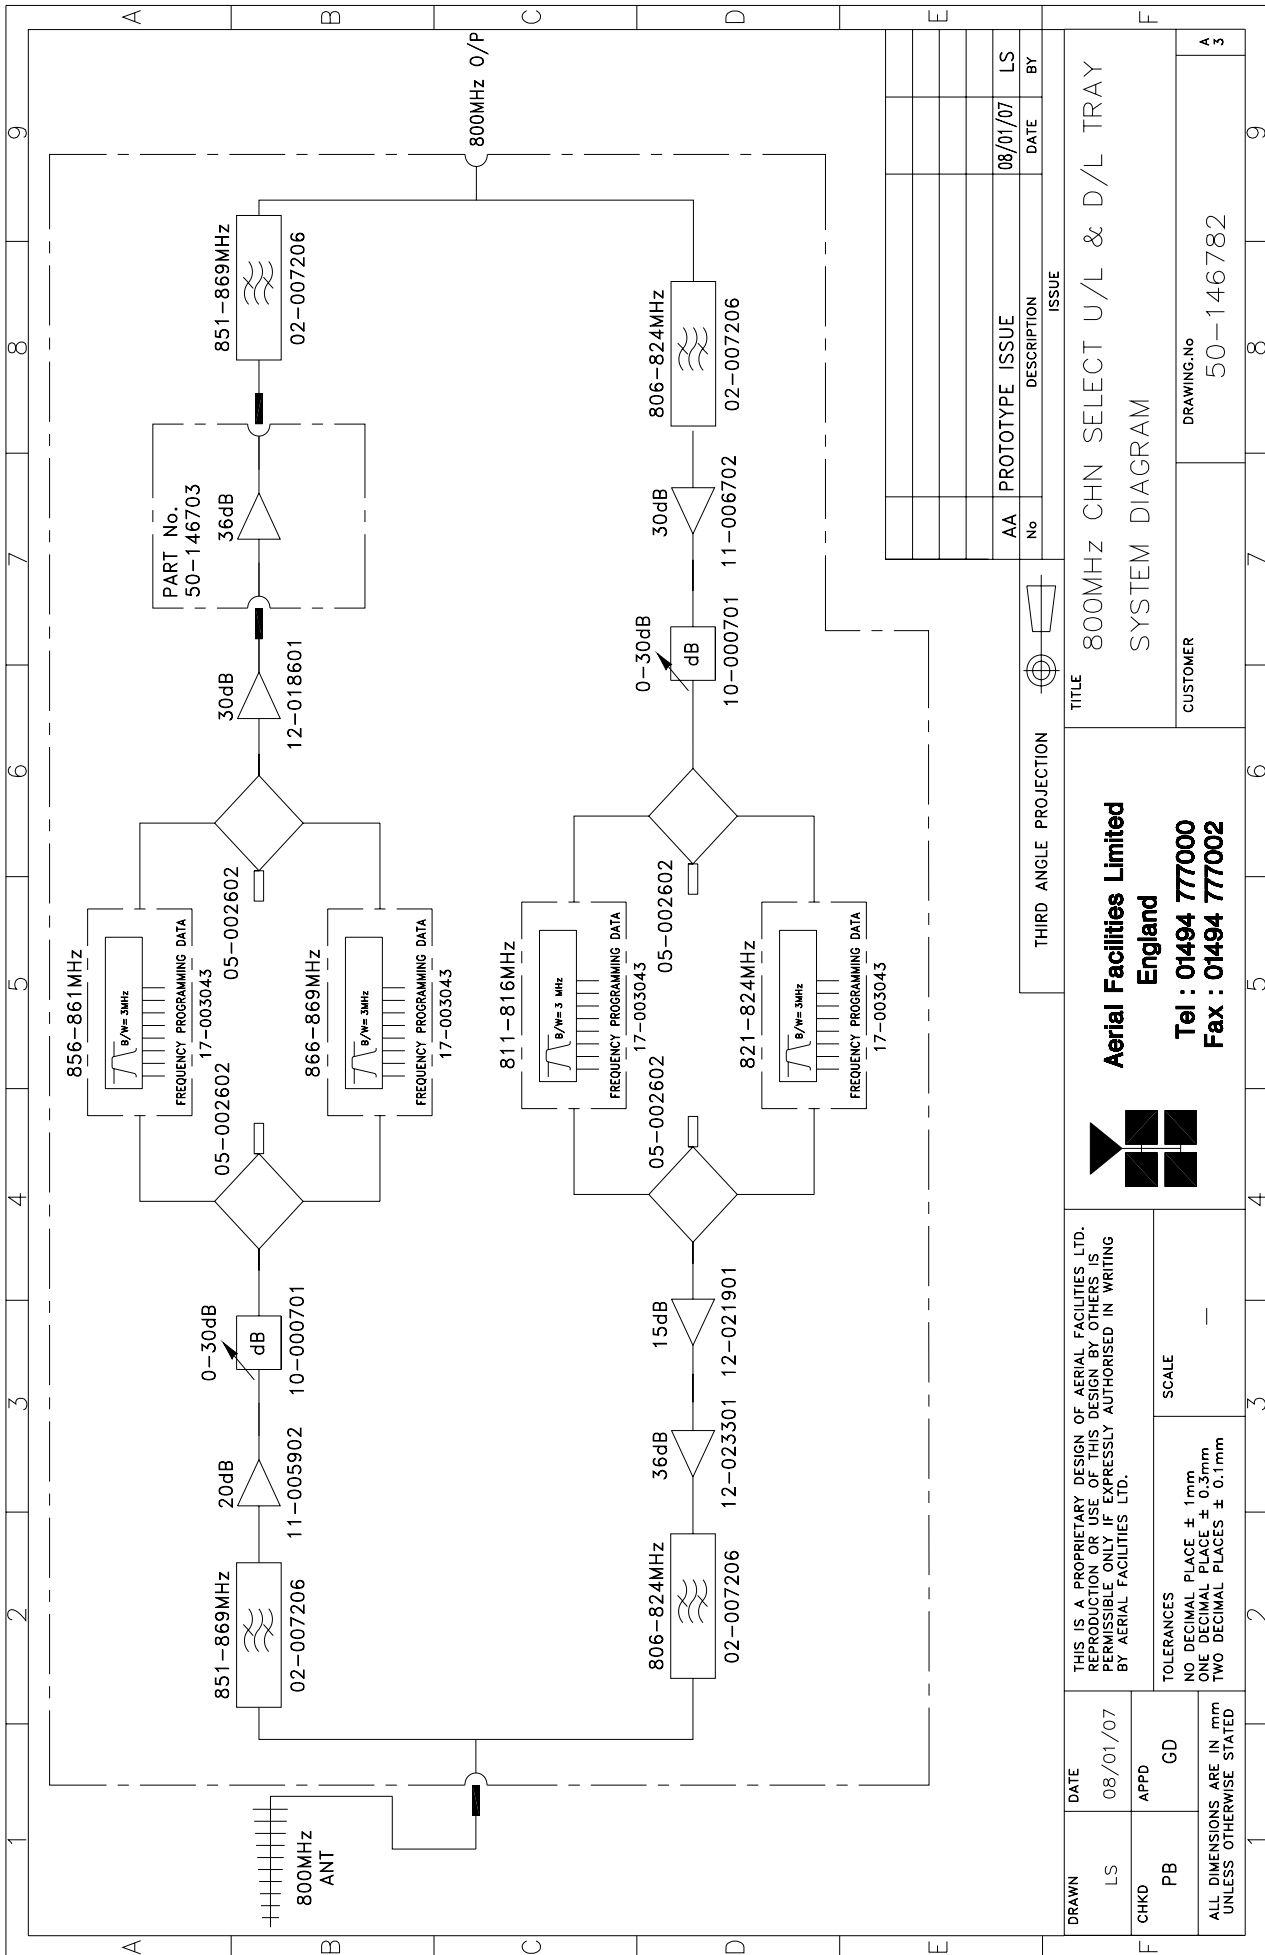 1 2 3 4 5 6 7 8 9
A
B
C
D
E
F
A
B
C
D
E
F
800MHz
ANT
851-869MHz
02-007206
20dB
11-005902
0-30dB
dB
10-000701
05-002602
856-861MHz
B/W=3MHz
FREQUENCY PROGRAMMING DATA
17-003043
866-869MHz
B/W=3MHz
FREQUENCY PROGRAMMING DATA
17-003043
05-002602
30dB
12-018601
PART No.
50-146703
36dB
851-869MHz
02-007206
800MHz O/P
806-824MHz
02-007206
36dB
12-023301
15dB
12-021901
05-002602
811-816MHz
B/W=3 MHz
FREQUENCY PROGRAMMING DATA
17-003043
821-824MHz
B/W=3MHz
FREQUENCY PROGRAMMING DATA
17-003043
05-002602
0-30dB
dB
10-000701
30dB
11-006702
806-824MHz
02-007206
AA PROTOTYPE ISSUE 08/01/07 LS
No DESCRIPTION DATE BY
ISSUE
THIRD ANGLE PROJECTION
DRAWN
LS
DATE
08/01/07
CHKD
PB
APPD
GD
ALL DIMENSIONS ARE IN mm
UNLESS OTHERWISE STATED
THIS IS A PROPRIETARY DESIGN OF AERIAL FACILITIES LTD.
REPRODUCTION OR USE OF THIS DESIGN BY OTHERS IS
PERMISSIBLE ONLY IF EXPRESSLY AUTHORISED IN WRITING
BY AERIAL FACILITIES LTD.
TOLERANCES
NO DECIMAL PLACE ± 1mm
ONE DECIMAL PLACE ± 0.3mm
TWO DECIMAL PLACES ± 0.1mm
SCALE
—
Aerial Facilities Limited
England
Tel : 01494 777000
Fax : 01494 777002
TITLE
800MHz CHN SELECT U/L & D/L TRAY
SYSTEM DIAGRAM
CUSTOMER
DRAWING.No
50-146782
A
3
1 2 3 4 5 6 7 8 9